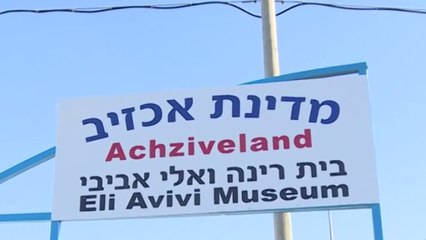 מדינת אכזיב
Achziveland
בית רינה ואלי אביבי
Eli Avivi Museum